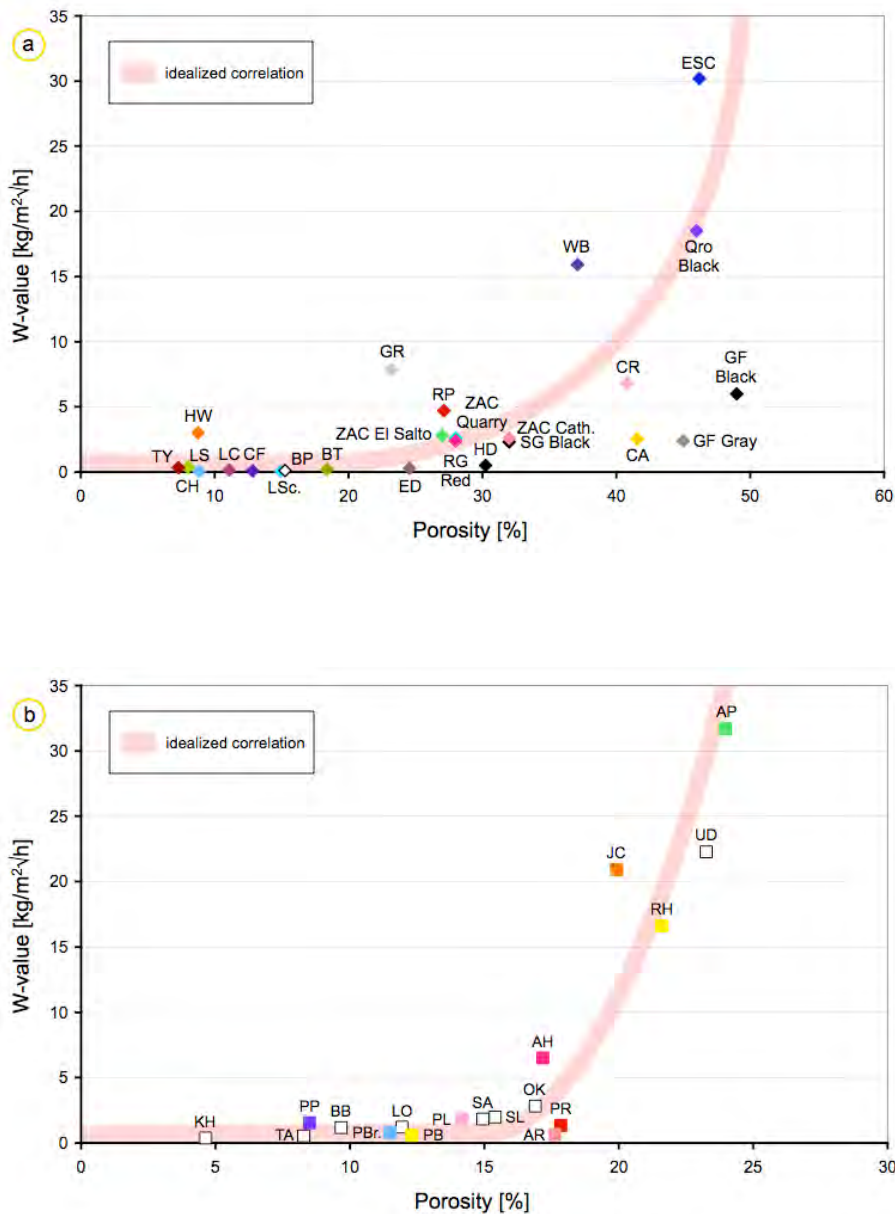 a
idealized correlation
W-value [kg/m²√h]
35
30
25
20
15
10
5
0
ESC
WB
Qro
Black
GR
CR
GF
Black
RP
ZAC
Quarry
HW
ZAC El Salto
ZAC Cath.
SG Black
HD
CA
GF Gray
TY
LS
LC
CF
BP
BT
CH
LSc.
ED
RG
Red
0
10
20
30
40
50
60
Porosity [%]
b
idealized correlation
W-value [kg/m²√h]
35
30
25
20
15
10
5
0
AP
UD
JC
RH
AH
OK
PR
SA
SL
PL
LO
PP
BB
KH
TA
PBr.
PB
AR
0
5
10
15
20
25
30
Porosity [%]